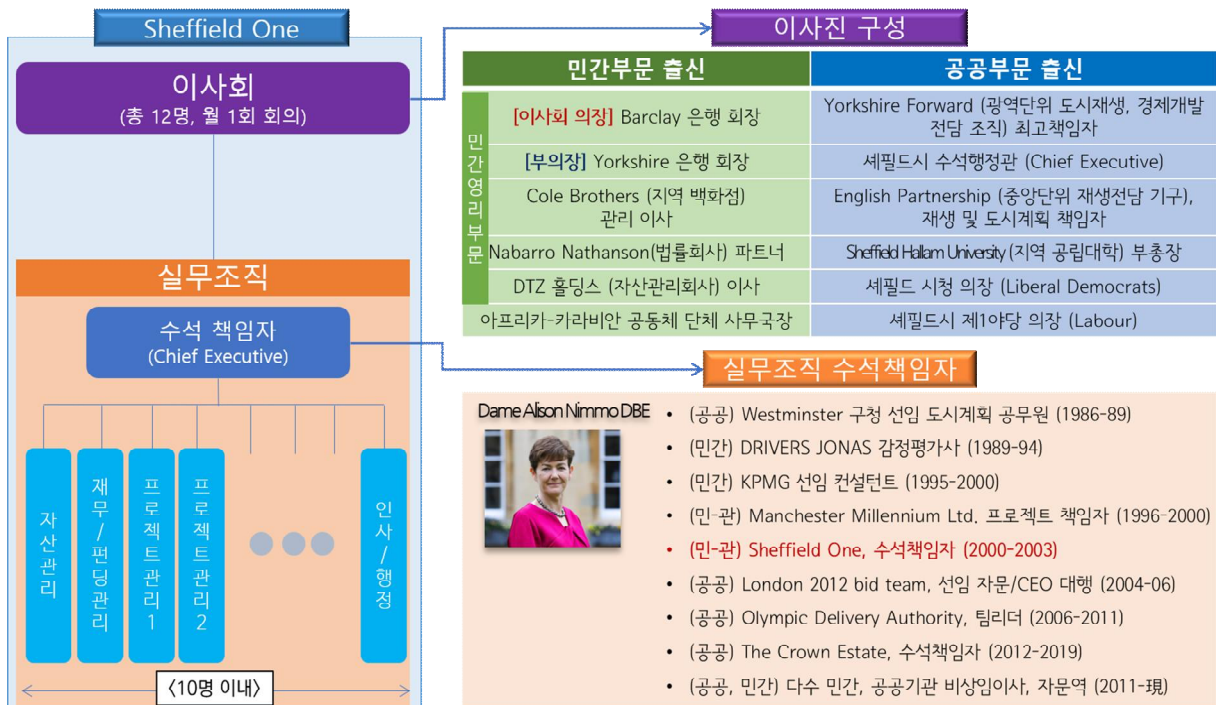 Sheffield One
이사회
(총 12명, 월 1회 회의)
실무조직
수석 책임자
(Chief Executive)
자산관리
재무/펀딩관리
프로젝트관리1
프로젝트관리2
인사/행정
<10명 이내>
이사진 구성
민간부문 출신
공공부문 출신
민간영리부문
[이사회 의장] Barclay 은행 회장
Yorkshire Forward (광역단위 도시재생, 경제개발
전담 조직) 최고책임자
[부의장] Yorkshire 은행 회장
셰필드시 수석행정관 (Chief Executive)
Cole Brothers (지역 백화점)
관리 이사
English Partnership (중앙단위 재생전담 기구),
재생 및 도시계획 책임자
Nabarro Nathanson(법률회사) 파트너
Sheffield Hallam University (지역 공립대학) 부총장
DTZ 홀딩스 (자산관리회사) 이사
셰필드 시청 의장 (Liberal Democrats)
아프리카-카라비안 공동체 단체 사무국장
셰필드시 제1야당 의장 (Labour)
실무조직 수석책임자
Dame Alison Nimmo DBE
• (공공) Westminster 구청 선임 도시계획 공무원 (1986-89)
• (민간) DRIVERS JONAS 감정평가사 (1989-94)
• (민간) KPMG 선임 컨설턴트 (1995-2000)
• (민-관) Manchester Millennium Ltd. 프로젝트 책임자 (1996-2000)
• (민-관) Sheffield One, 수석책임자 (2000-2003)
• (공공) London 2012 bid team, 선임 자문/CEO 대행 (2004-06)
• (공공) Olympic Delivery Authority, 팀리더 (2006-2011)
• (공공) The Crown Estate, 수석책임자 (2012-2019)
• (공공, 민간) 다수 민간, 공공기관 비상임이사, 자문역 (2011-現)